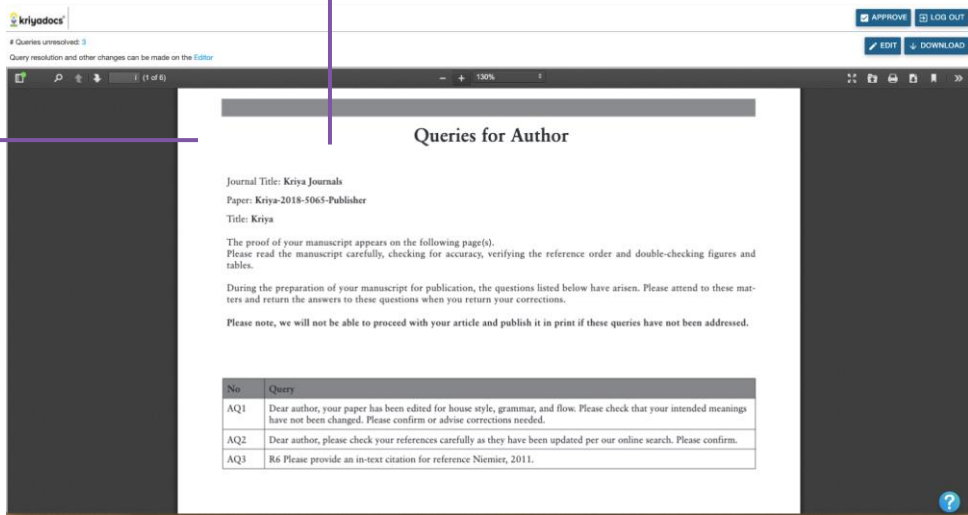 kriyadocs
APPROVE
LOG OUT
# Queries unresolved: 3
Query resolution and other changes can be made on the Editor
EDIT
DOWNLOAD
(1 of 6)
130%
Queries for Author
Journal Title: Kriya Journals
Paper: Kriya-2018-5065-Publisher
Title: Kriya
The proof of your manuscript appears on the following page(s).
Please read the manuscript carefully, checking for accuracy, verifying the reference order and double-checking figures and
tables.
During the preparation of your manuscript for publication, the questions listed below have arisen. Please attend to these mat-
ters and return the answers to these questions when you return your corrections.
Please note, we will not be able to proceed with your article and publish it in print if these queries have not been addressed.
No Query
AQ1 Dear author, your paper has been edited for house style, grammar, and flow. Please check that your intended meanings
have not been changed. Please confirm or advise corrections needed.
AQ2 Dear author, please check your references carefully as they have been updated per our online search. Please confirm.
AQ3 R6 Please provide an in-text citation for reference Niemier, 2011.
?